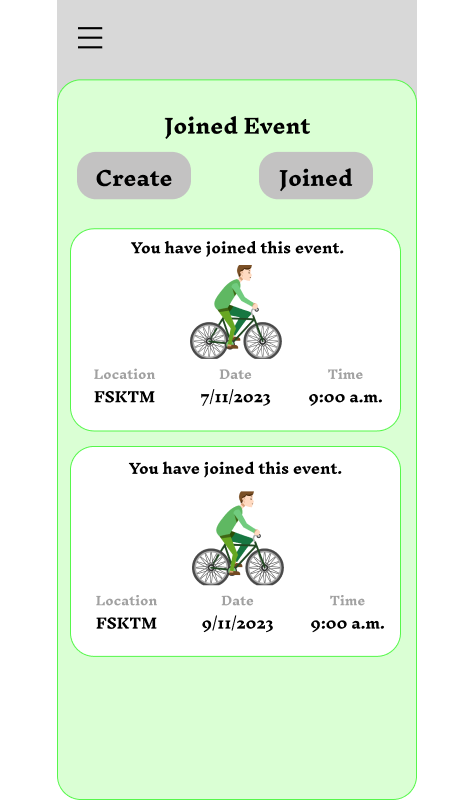 Joined Event
Create Joined
You have joined this event.
Location Date Time
FSKTM 7/11/2023 9:00 a.m.
You have joined this event.
Location Date Time
FSKTM 9/11/2023 9:00 a.m.